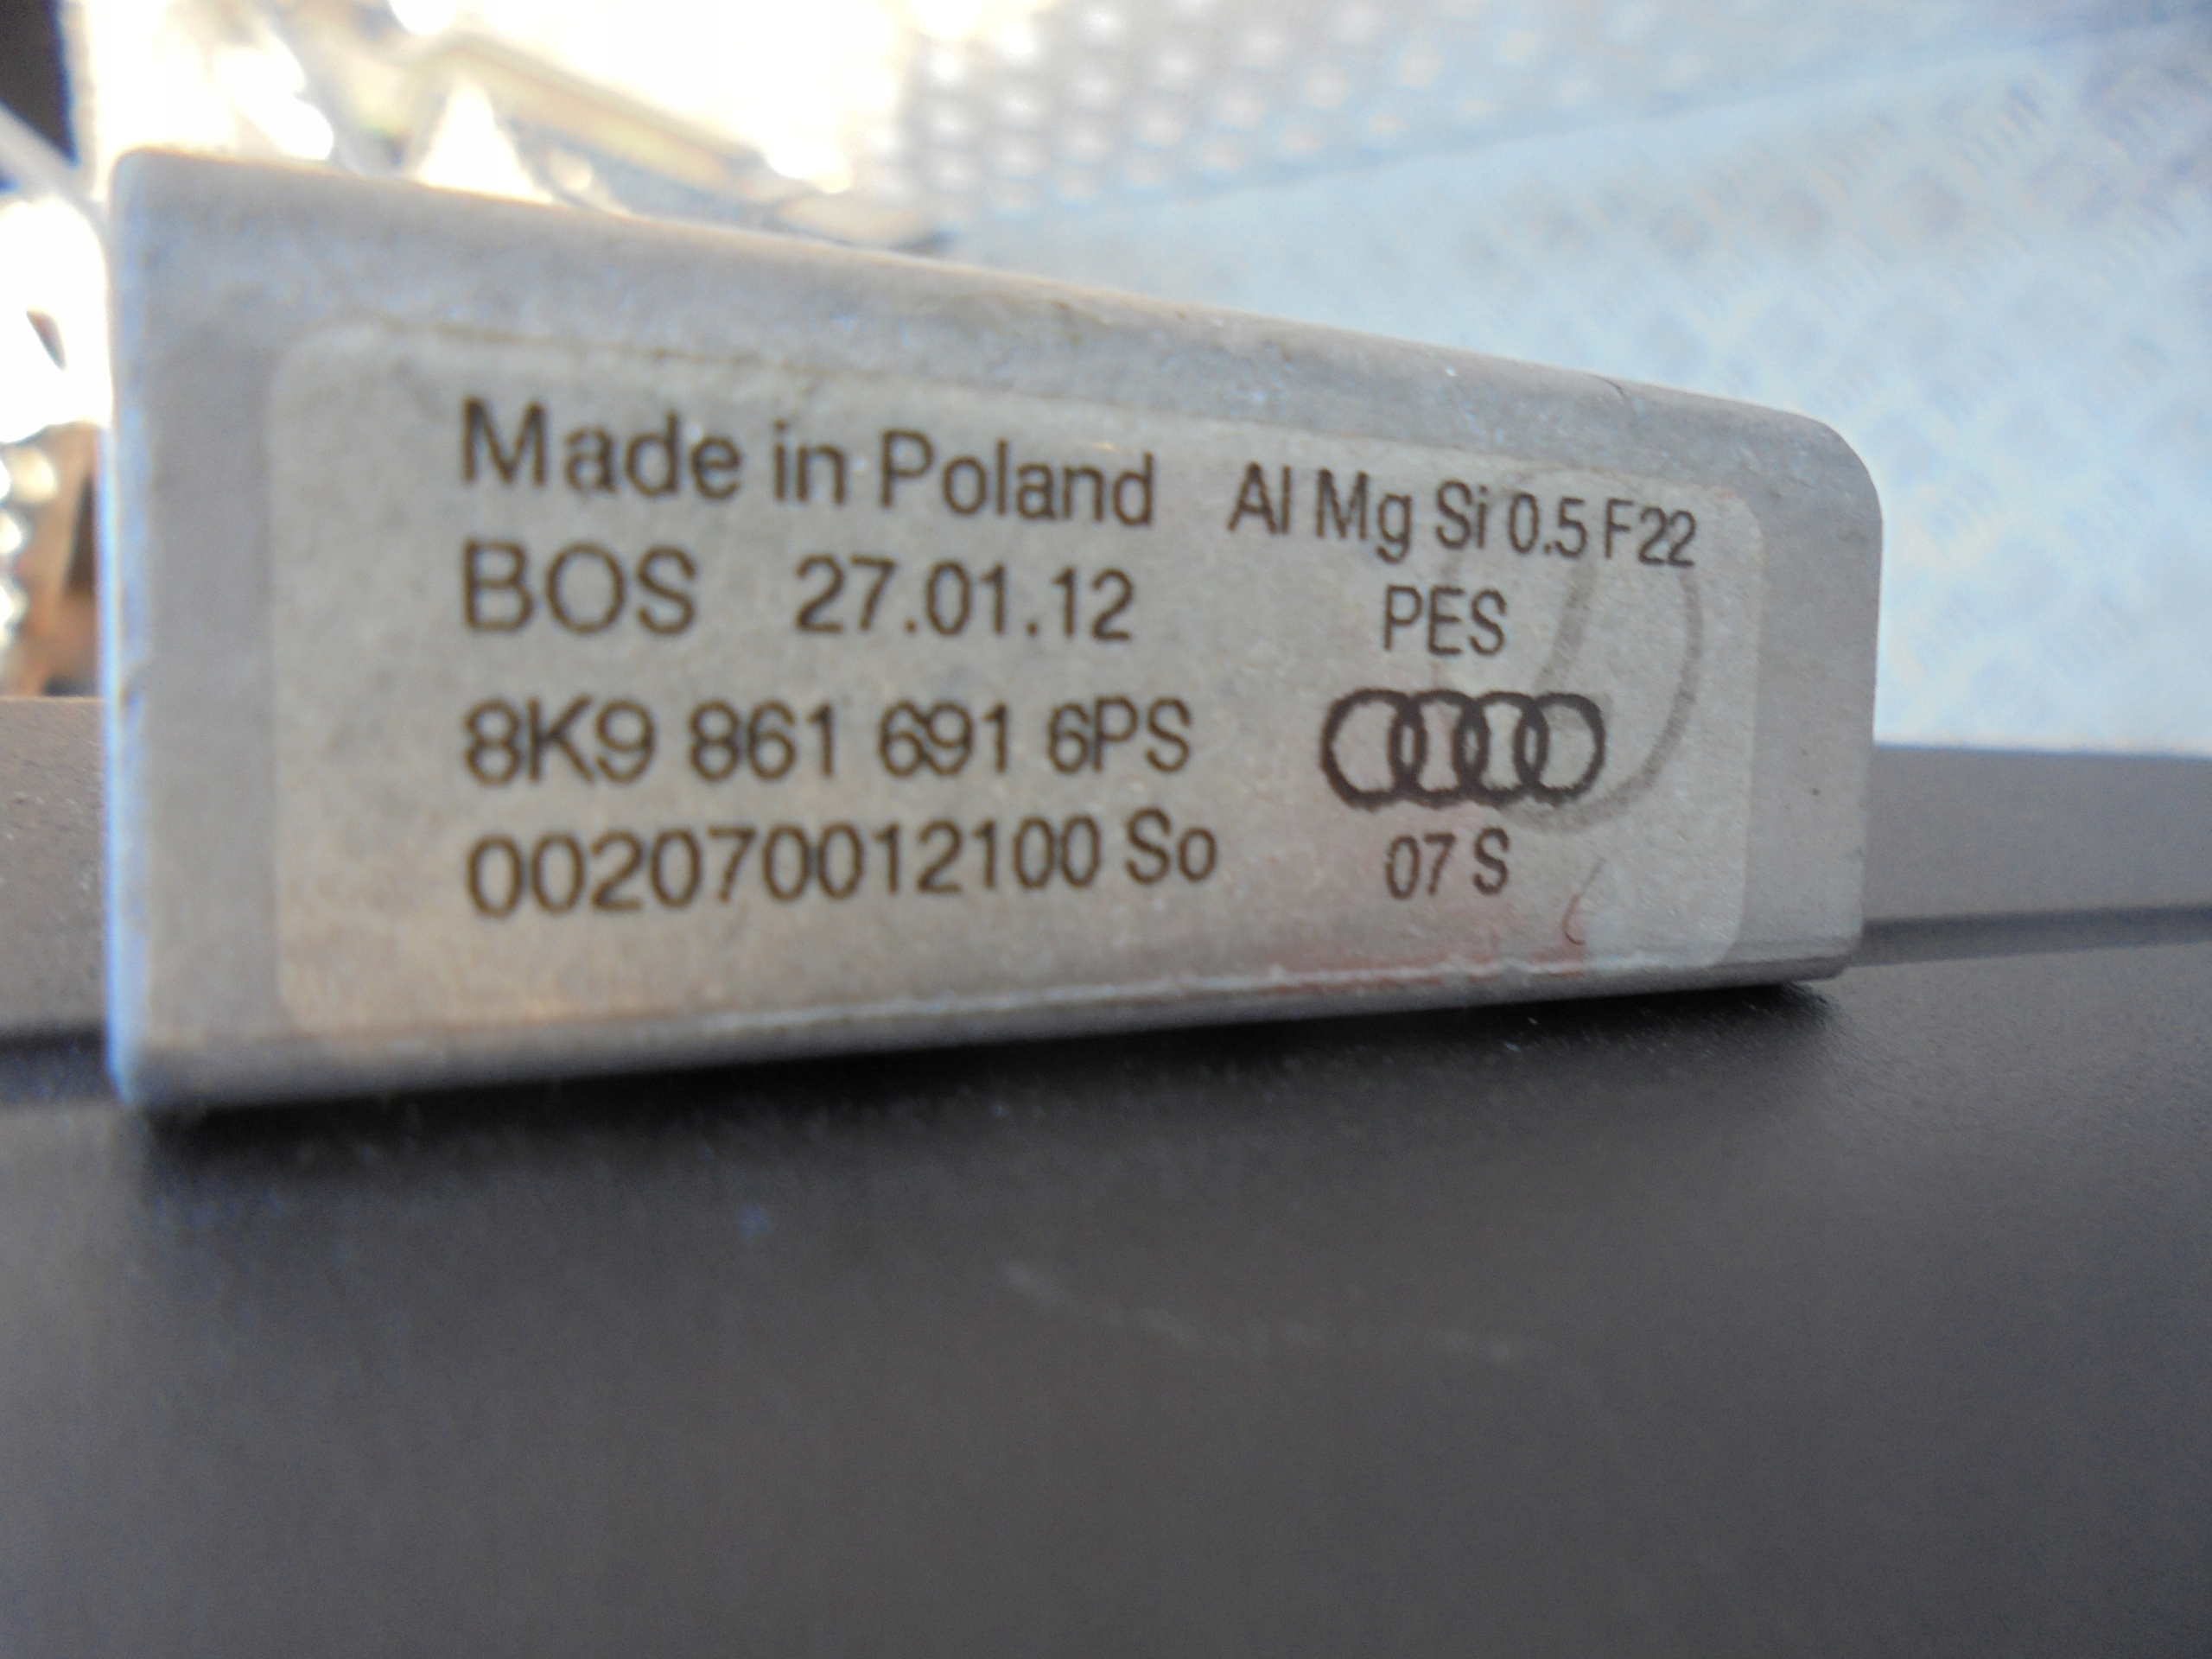 Made in Poland Al Mg Si 0.5 F22
BOS 27.01.12 PES
8K9 861 691 6PS
002070012100 So 07 S